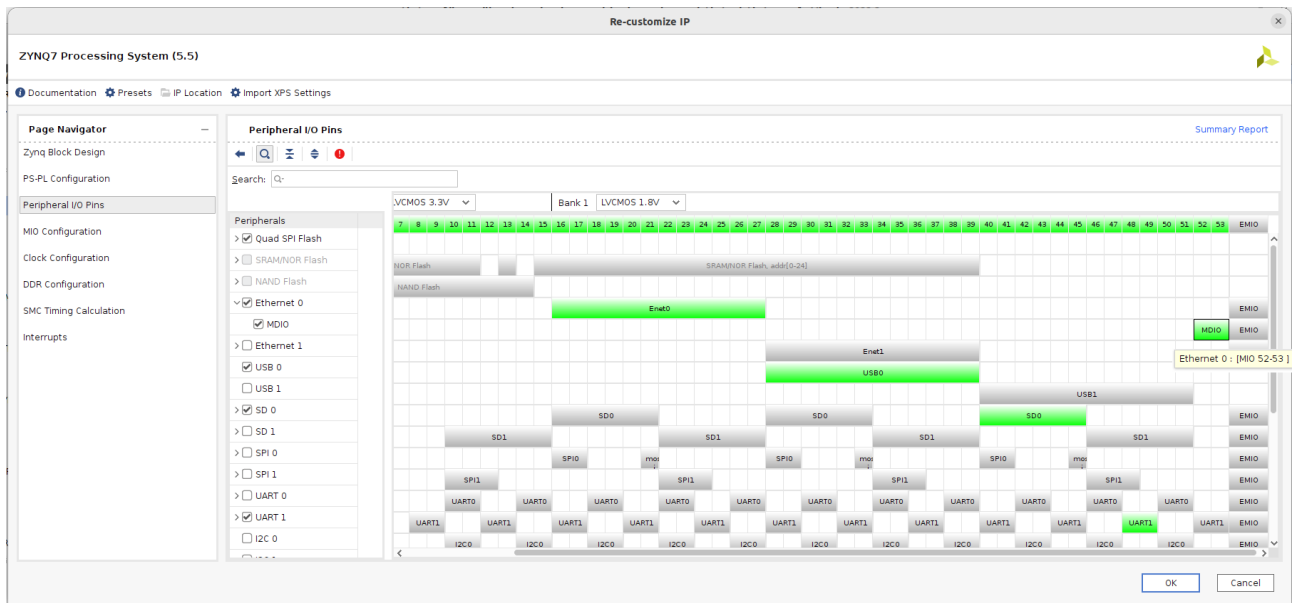 Re-customize IP
ZYNQ7 Processing System (5.5)
Documentation Presets IP Location Import XPS Settings
Page Navigator
Zynq Block Design
PS-PL Configuration
Peripheral I/O Pins
MIO Configuration
Clock Configuration
DDR Configuration
SMC Timing Calculation
Interrupts
Peripheral I/O Pins
Summary Report
Search: Q-
LVCMOS 3.3V Bank 1 LVCMOS 1.8V
Peripherals 7 8 9 10 11 12 13 14 15 16 17 18 19 20 21 22 23 24 25 26 27 28 29 30 31 32 33 34 35 36 37 38 39 40 41 42 43 44 45 46 47 48 49 50 51 52 53 EMIO
Quad SPI Flash
SRAM/NOR Flash NOR Flash SRAM/NOR Flash, addr[0-24]
NAND Flash NAND Flash
Ethernet 0 Enet0 EMIO
MDIO MDIO EMIO
Ethernet 1 Enet1
Ethernet 0 : [MIO 52-53 ]
USB 0 USB0
USB 1 USB1
SD 0 SD0 SD0 SD0 EMIO
SD 1 SD1 SD1 SD1 SD1 EMIO
SPI 0 SPI0 mos SPI0 mos SPI0 mos EMIO
SPI 1 SPI1 SPI1 SPI1 SPI1 EMIO
UART 0 UART0 UART0 UART0 UART0 UART0 UART0 UART0 UART0 UART0 UART0 UART0 EMIO
UART 1 UART1 UART1 UART1 UART1 UART1 UART1 UART1 UART1 UART1 UART1 UART1 UART1 EMIO
I2C 0 I2C0 I2C0 I2C0 I2C0 I2C0 I2C0 I2C0 I2C0 I2C0 I2C0 I2C0 EMIO
OK Cancel